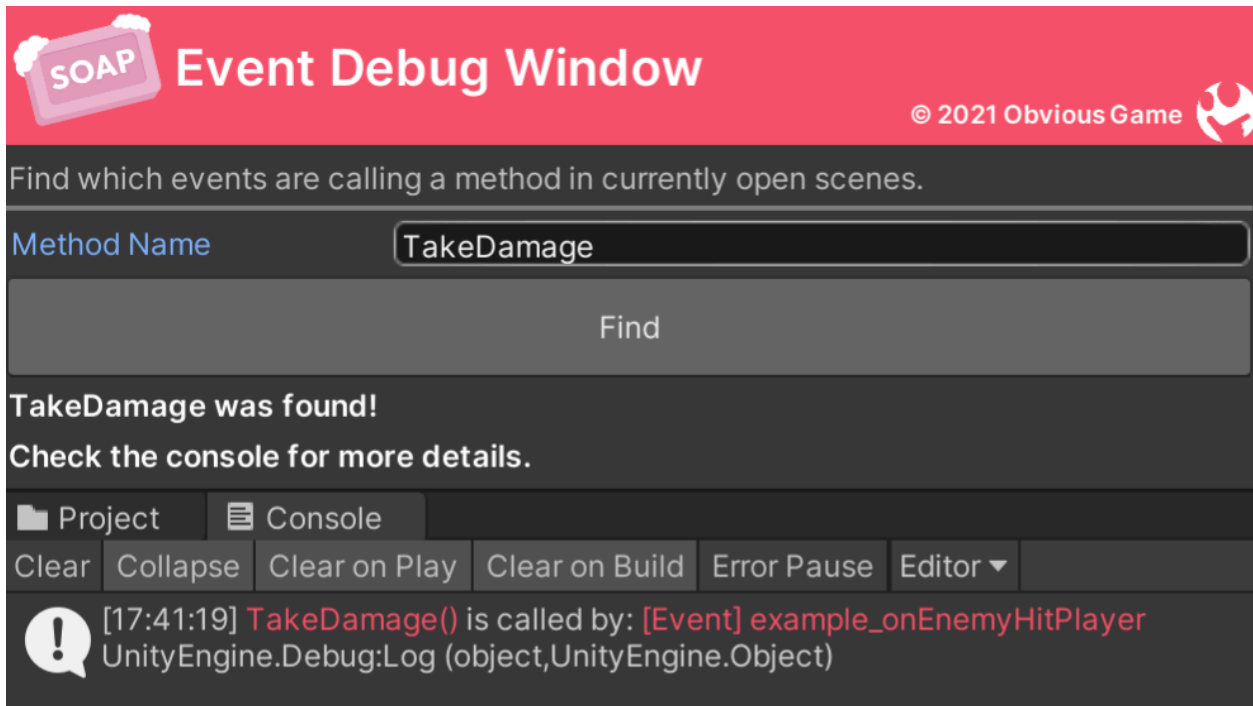 SOAP
Event Debug Window
© 2021 Obvious Game
Find which events are calling a method in currently open scenes.
Method Name TakeDamage
Find
TakeDamage was found!
Check the console for more details.
Project Console
Clear Collapse Clear on Play Clear on Build Error Pause Editor
[17:41:19] TakeDamage() is called by: [Event] example_onEnemyHitPlayer
UnityEngine.Debug:Log (object,UnityEngine.Object)